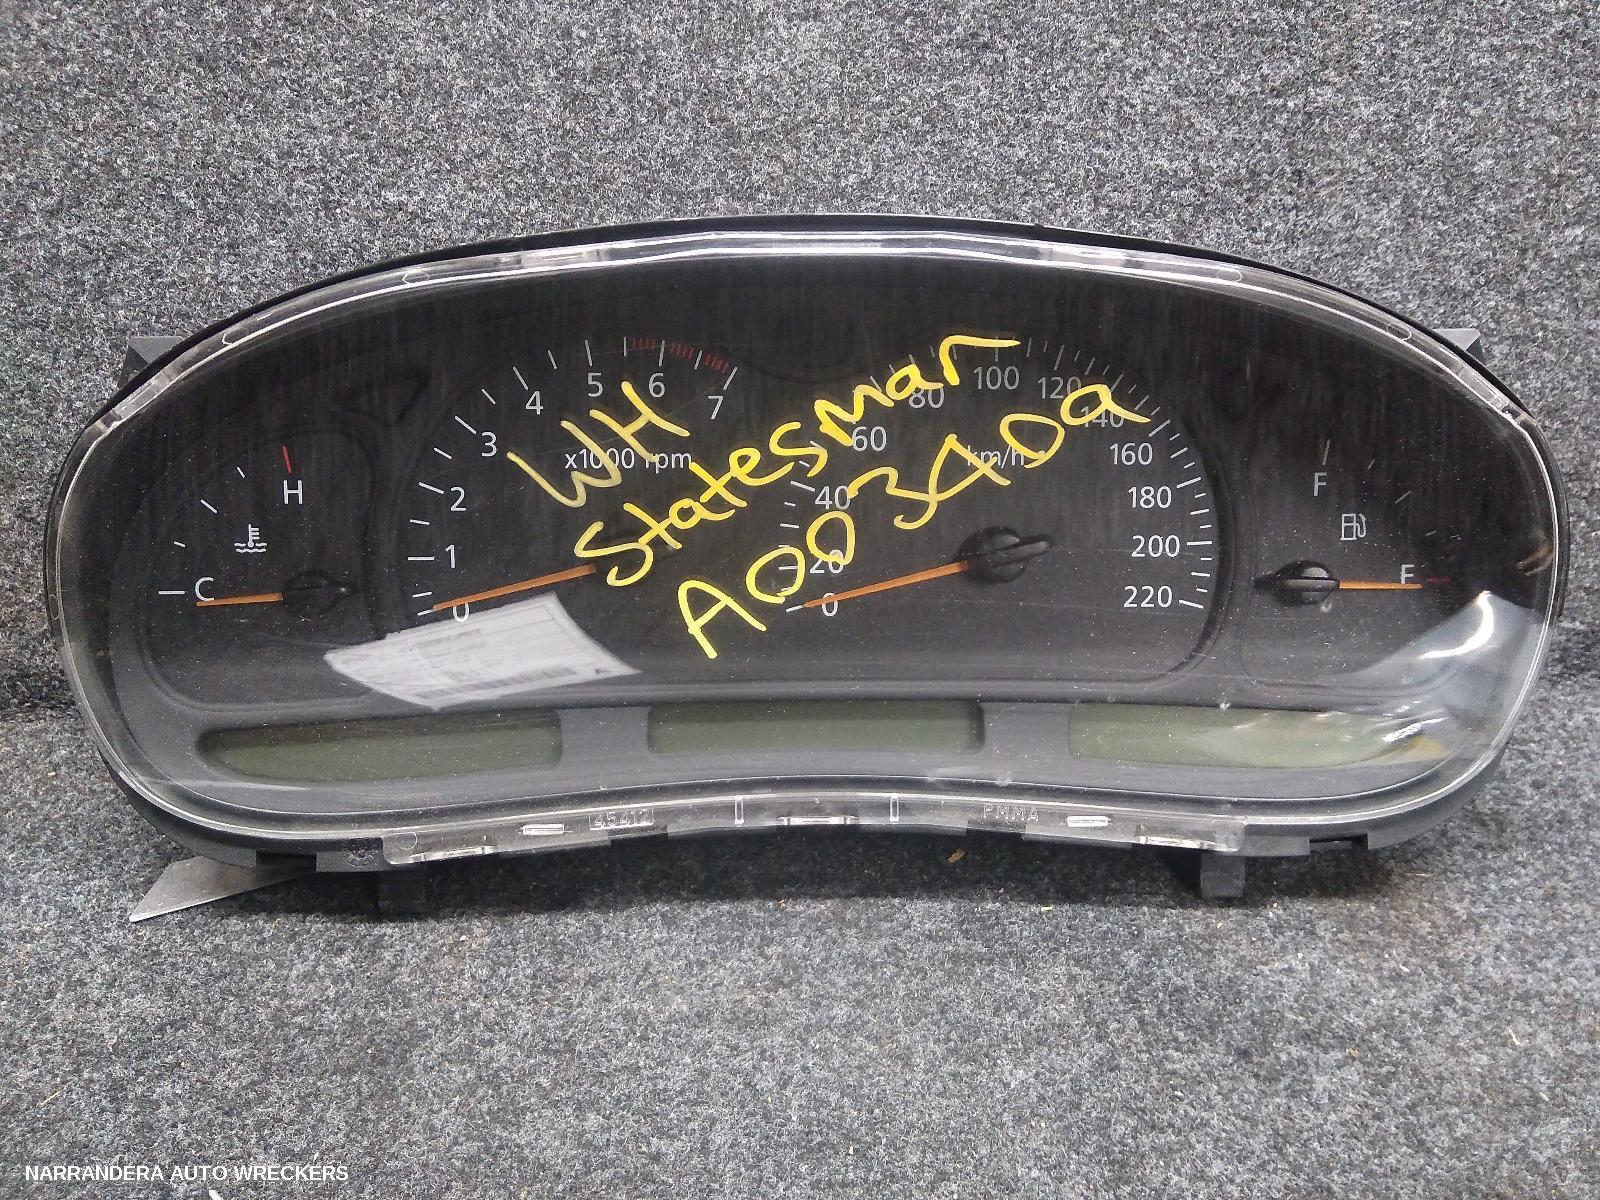 WH
Statesman
A003409
0
1
2
3
4
5
6
7
x1000 rpm
0
20
40
60
80
100
120
140
160
180
200
220
km/h
H
C
F
E
45412
PMMA
NARRANDERA AUTO WRECKERS